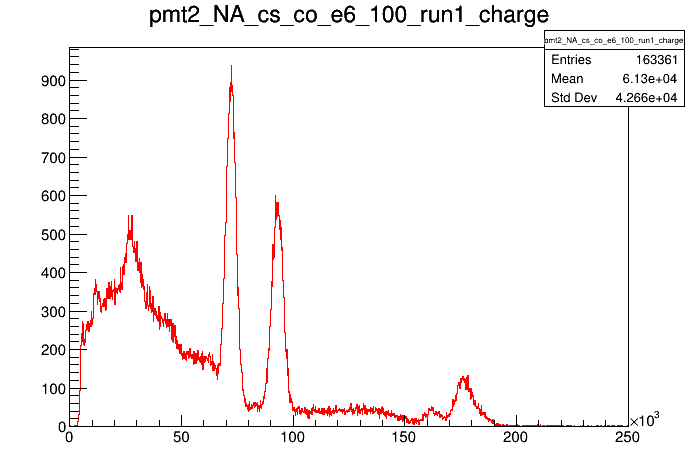 pmt2_NA_cs_co_e6_100_run1_charge
pmt2_NA_cs_co_e6_100_run1_charge
Entries 163361
Mean 6.13e+04
Std Dev 4.266e+04
900
800
700
600
500
400
300
200
100
0
0 50 100 150 200 250
×10³